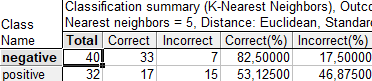 Classification summary (K-Nearest Neighbors), Outco
Nearest neighbors = 5, Distance: Euclidean, Standard
Class Name Total Correct Incorrect Correct(%) Incorrect(%)
negative 40 33 7 82,50000 17,50000
positive 32 17 15 53,12500 46,87500